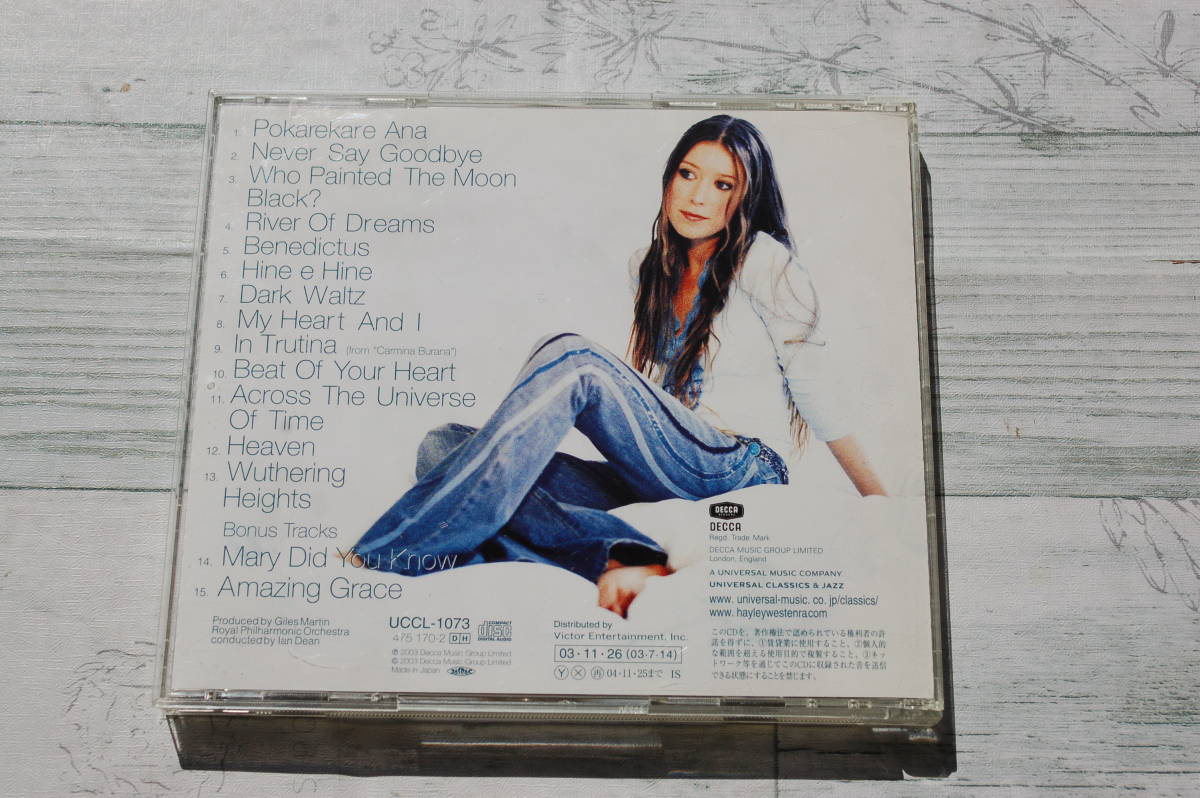 1. Pokarekare Ana
2. Never Say Goodbye
3. Who Painted The Moon
Black?
4. River Of Dreams
5. Benedictus
6. Hine e Hine
7. Dark Waltz
8. My Heart And I
9. In Trutina (from "Carmina Burana")
10. Beat Of Your Heart
11. Across The Universe
Of Time
12. Heaven
13. Wuthering
Heights
Bonus Tracks
14. Mary Did You Know
15. Amazing Grace
Produced by Giles Martin
Royal Philharmonic Orchestra
conducted by Ian Dean
UCCL-1073
475 170-2 DH
COMPACT
disc
DIGITAL AUDIO
℗ 2003 Decca Music Group Limited
© 2003 Decca Music Group Limited
Made in Japan
Distributed by
Victor Entertainment, Inc.
03・11・26 (03・7・14)
Ⓨ Ⓧ 再 04・11・25まで IS
DECCA
DECCA
Regd. Trade Mark
DECCA MUSIC GROUP LIMITED
London, England
A UNIVERSAL MUSIC COMPANY
UNIVERSAL CLASSICS & JAZZ
www. universal-music. co. jp/classics/
www. hayleywestenra.com
このCDを、著作権法で認められている権利者の許
諾を得ずに、①賃貸業に使用すること、②個人的
な範囲を超える使用目的で複製すること、③ネッ
トワーク等を通じてこのCDに収録された音を送信
できる状態にすることを禁じます。